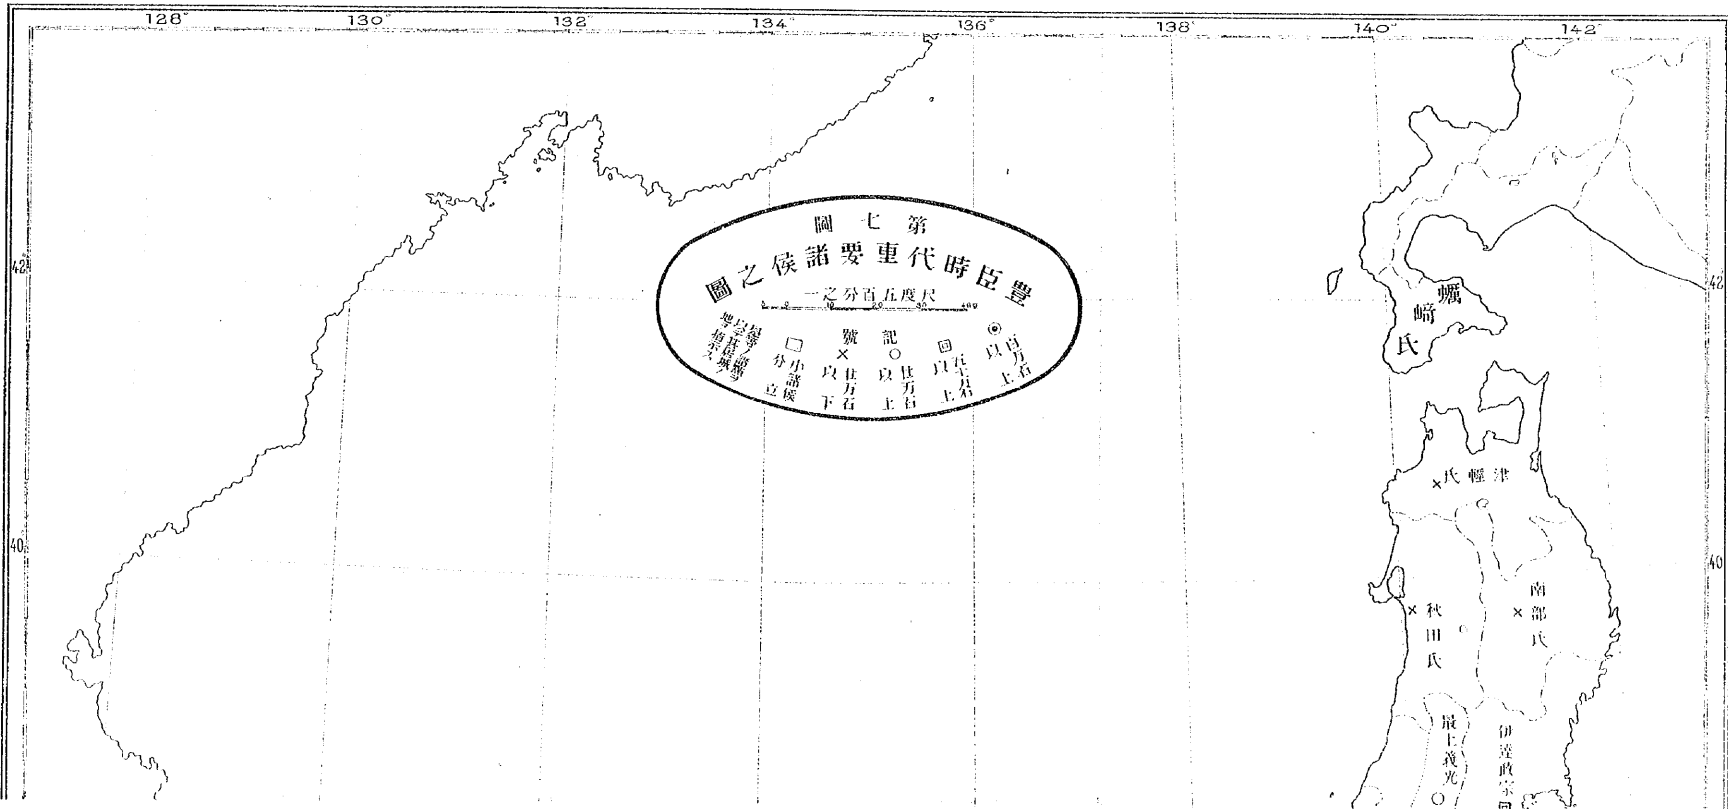 128° 130° 132° 134° 136° 138° 140° 142°
第七圖
豐臣時代重要諸侯之圖
尺度五百分之一
記號
百万石以上
五十万石以上
○ 廿万石以上
× 廿万石以下
小諸侯分立
42°
42
40°
40
蠣崎氏
津輕氏
×
秋田氏
×
南部氏
×
最上義光
○
伊達政宗